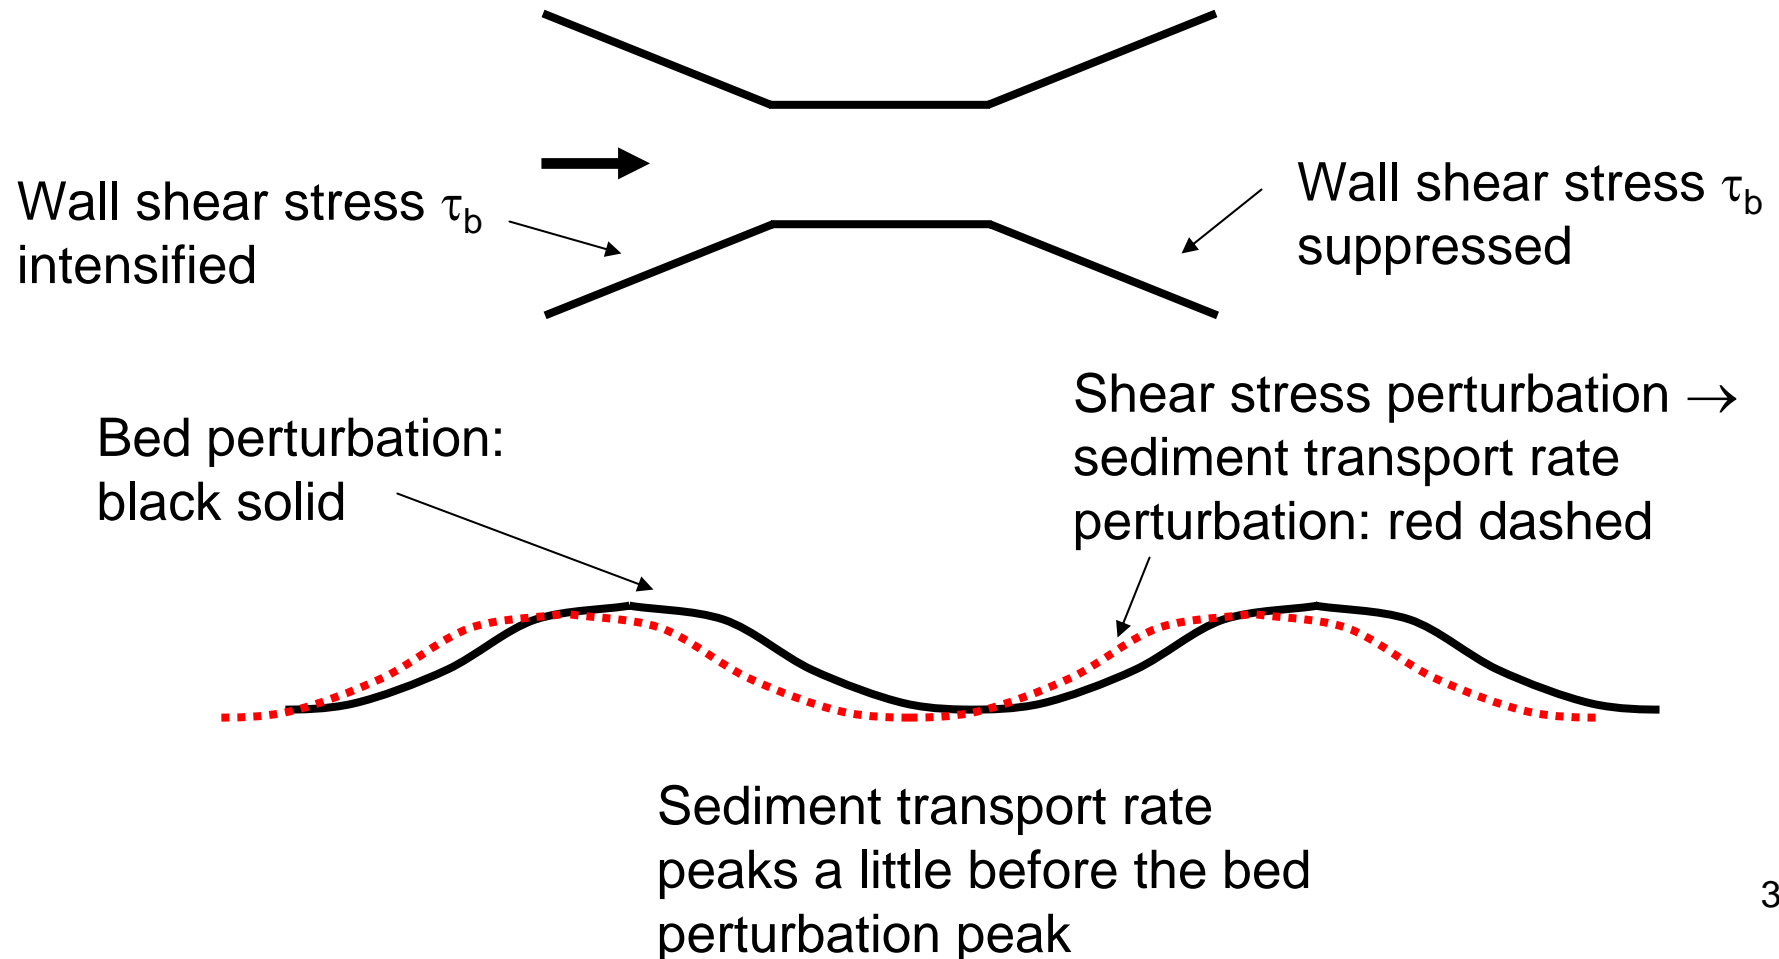 Wall shear stress τb
intensified
Wall shear stress τb
suppressed
Bed perturbation:
black solid
Shear stress perturbation →
sediment transport rate
perturbation: red dashed
Sediment transport rate
peaks a little before the bed
perturbation peak
3